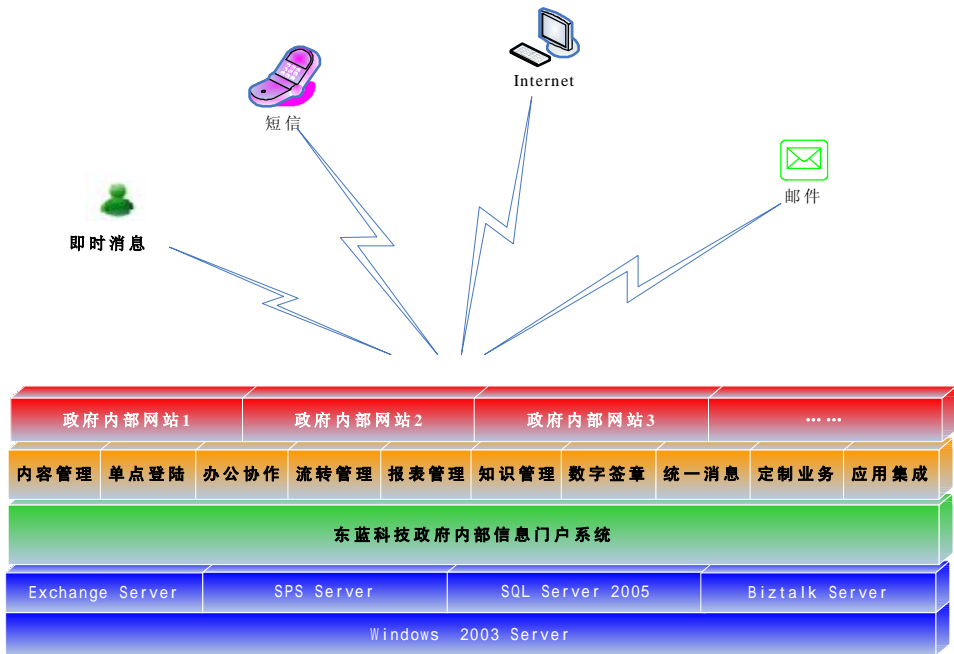 Internet
短信
邮件
即时消息
政府内部网站1 政府内部网站2 政府内部网站3 ……
内容管理 单点登陆 办公协作 流转管理 报表管理 知识管理 数字签章 统一消息 定制业务 应用集成
东蓝科技政府内部信息门户系统
Exchange Server SPS Server SQL Server 2005 Biztalk Server
Windows 2003 Server